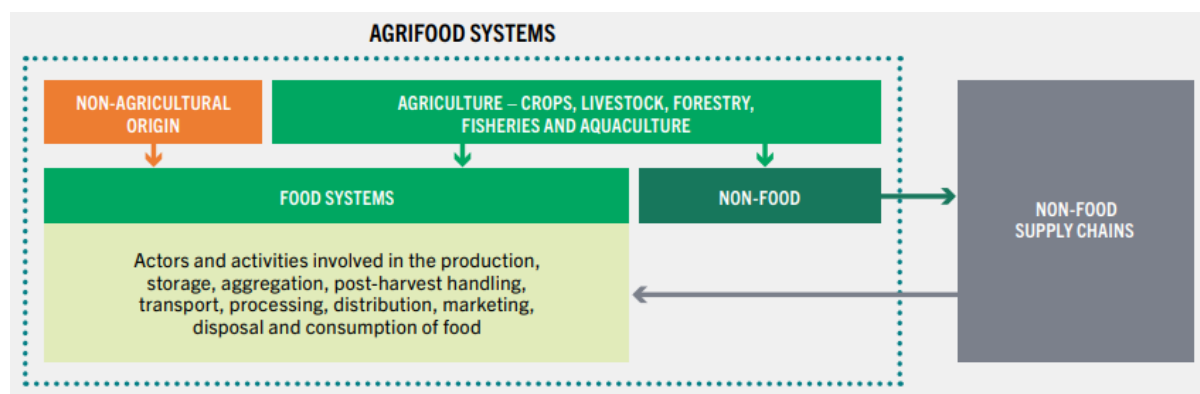 AGRIFOOD SYSTEMS
NON-AGRICULTURAL
ORIGIN
AGRICULTURE – CROPS, LIVESTOCK, FORESTRY,
FISHERIES AND AQUACULTURE
FOOD SYSTEMS
NON-FOOD
Actors and activities involved in the production,
storage, aggregation, post-harvest handling,
transport, processing, distribution, marketing,
disposal and consumption of food
NON-FOOD
SUPPLY CHAINS